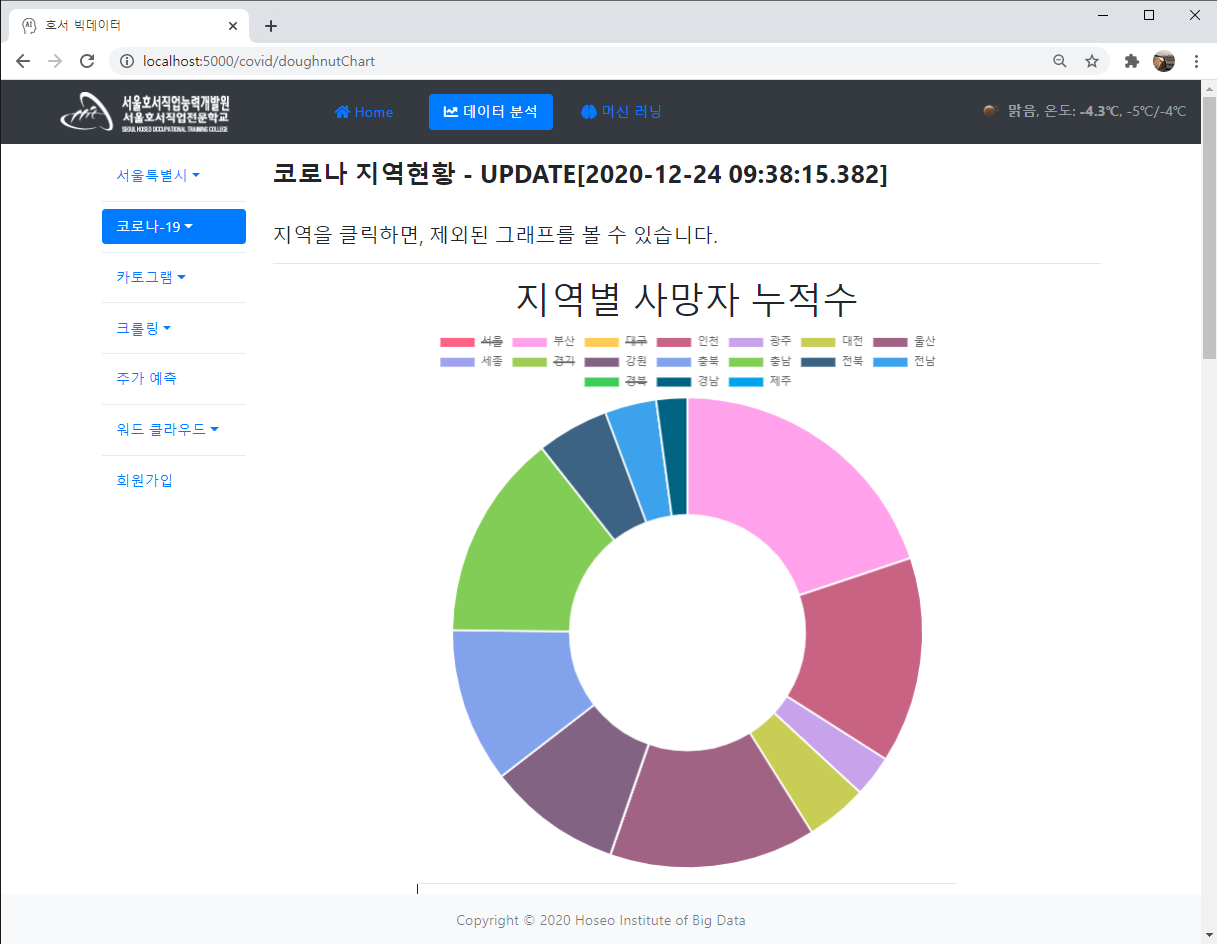 호서 빅데이터
localhost:5000/covid/doughnutChart
서울호서직업능력개발원
서울호서직업전문학교
SEOUL HOSEO OCCUPATIONAL TRAINING COLLEGE
Home 데이터 분석 머신 러닝 맑음, 온도: -4.3℃, -5℃/-4℃
서울특별시
코로나-19
카토그램
크롤링
주가 예측
워드 클라우드
회원가입
코로나 지역현황 - UPDATE[2020-12-24 09:38:15.382]
지역을 클릭하면, 제외된 그래프를 볼 수 있습니다.
지역별 사망자 누적수
서울 부산 대구 인천 광주 대전 울산
세종 경기 강원 충북 충남 전북 전남
경북 경남 제주
Copyright © 2020 Hoseo Institute of Big Data